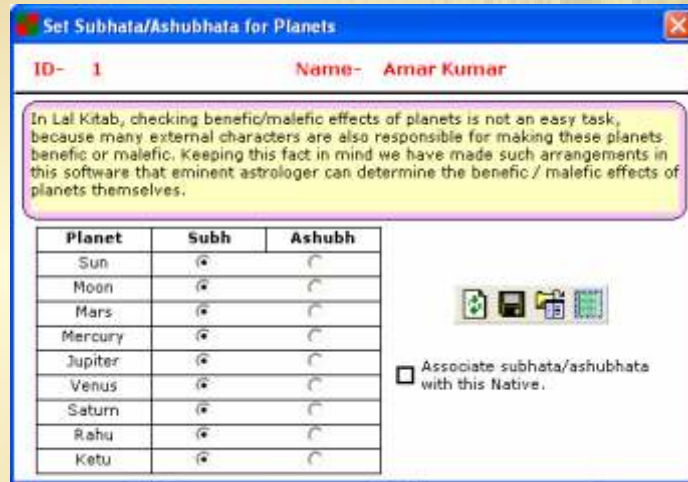 Set Subhata/Ashubhata for Planets
ID- 1 Name- Amar Kumar
In Lal Kitab, checking benefic/malefic effects of planets is not an easy task,
because many external characters are also responsible for making these planets
benefic or malefic. Keeping this fact in mind we have made such arrangements in
this software that eminent astrologer can determine the benefic / malefic effects of
planets themselves.
Planet Subh Ashubh
Sun
Moon
Mars
Mercury
Jupiter
Venus
Saturn
Rahu
Ketu
Associate subhata/ashubhata
with this Native.